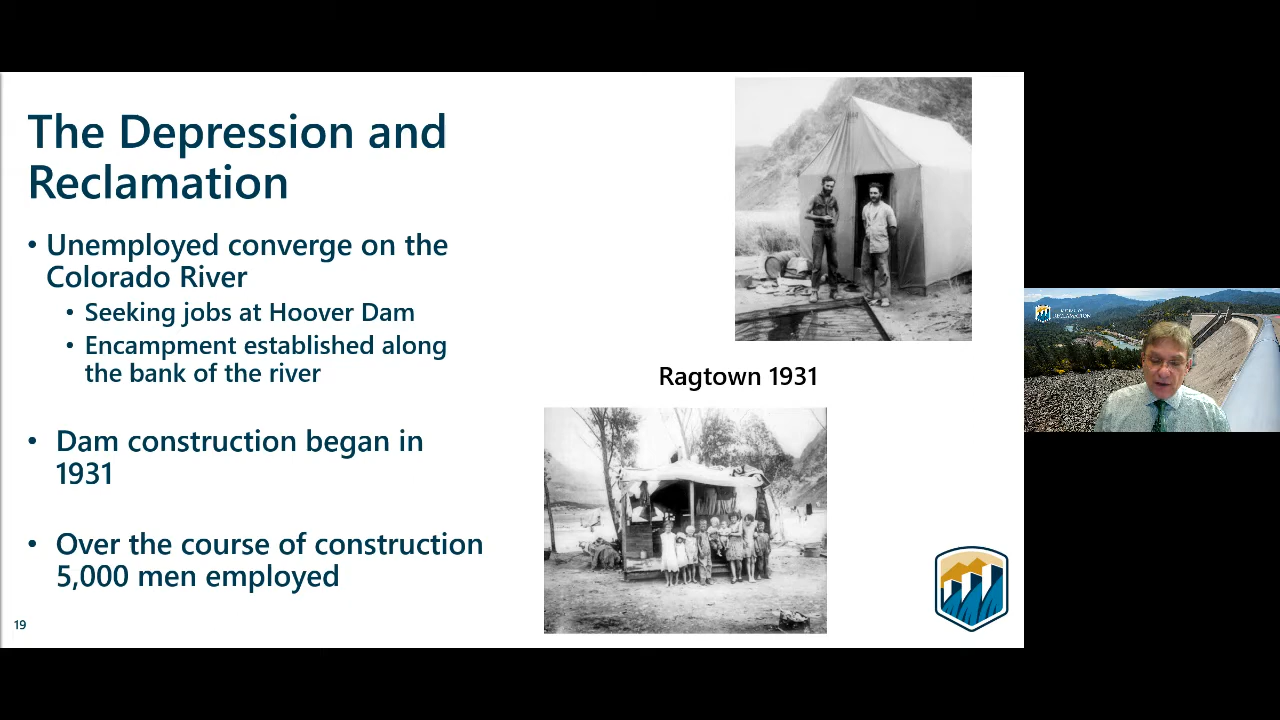 The Depression and
Reclamation
• Unemployed converge on the
Colorado River
• Seeking jobs at Hoover Dam
• Encampment established along
the bank of the river
• Dam construction began in
1931
• Over the course of construction
5,000 men employed
19
Ragtown 1931
RECLAMATION